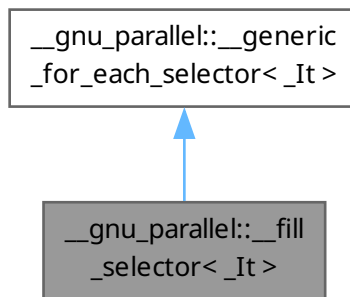 __gnu_parallel::__generic
_for_each_selector< _It >
__gnu_parallel::__fill
_selector< _It >